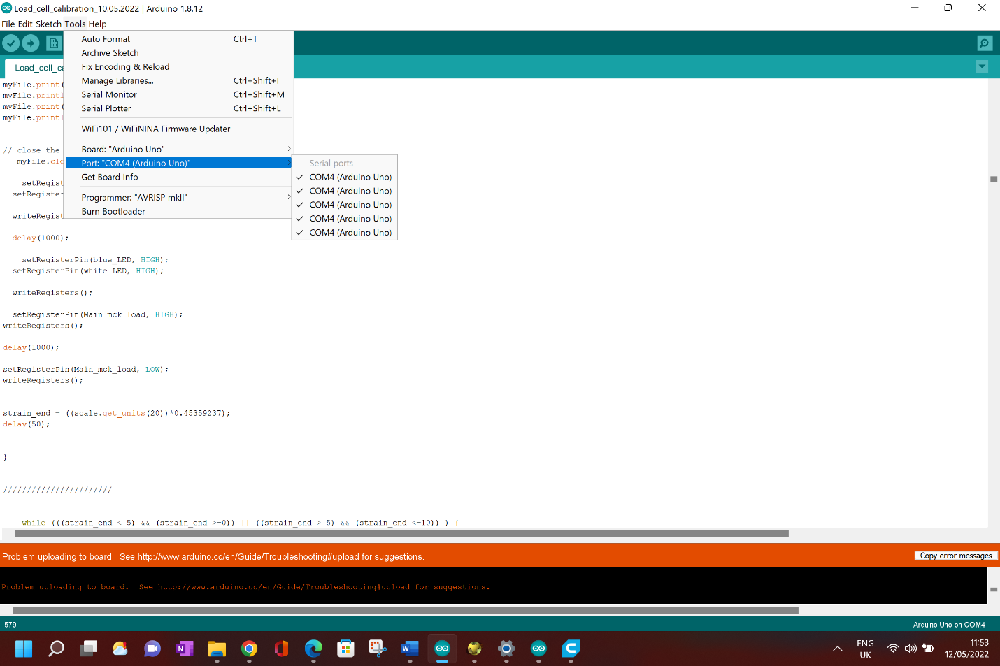 Load_cell_calibration_10.05.2022 | Arduino 1.8.12
File Edit Sketch Tools Help
Auto Format Ctrl+T
Archive Sketch
Fix Encoding & Reload
Manage Libraries... Ctrl+Shift+I
Serial Monitor Ctrl+Shift+M
Serial Plotter Ctrl+Shift+L
WiFi101 / WiFiNINA Firmware Updater
Board: "Arduino Uno"
Port: "COM4 (Arduino Uno)"
Get Board Info
Programmer: "AVRISP mkII"
Burn Bootloader
Serial ports
COM4 (Arduino Uno)
COM4 (Arduino Uno)
COM4 (Arduino Uno)
COM4 (Arduino Uno)
COM4 (Arduino Uno)
Load_cell_ca
myFile.print(
myFile.printl
myFile.print(
myFile.printl
// close the
myFile.clo
setRegist
setRegister
writeRegist
delay(1000);
setRegisterPin(blue_LED, HIGH);
setRegisterPin(white_LED, HIGH);
writeRegisters();
setRegisterPin(Main_mck_load, HIGH);
writeRegisters();
delay(1000);
setRegisterPin(Main_mck_load, LOW);
writeRegisters();
strain_end = ((scale.get_units(20))*0.45359237);
delay(50);
}
///////////////////////
while (((strain_end < 5) && (strain_end >=0)) || ((strain_end > 5) && (strain_end <=10)) ) {
Problem uploading to board.  See http://www.arduino.cc/en/Guide/Troubleshooting#upload for suggestions.
Copy error messages
Problem uploading to board.  See http://www.arduino.cc/en/Guide/Troubleshooting#upload for suggestions.
579
Arduino Uno on COM4
ENG
UK
11:53
12/05/2022